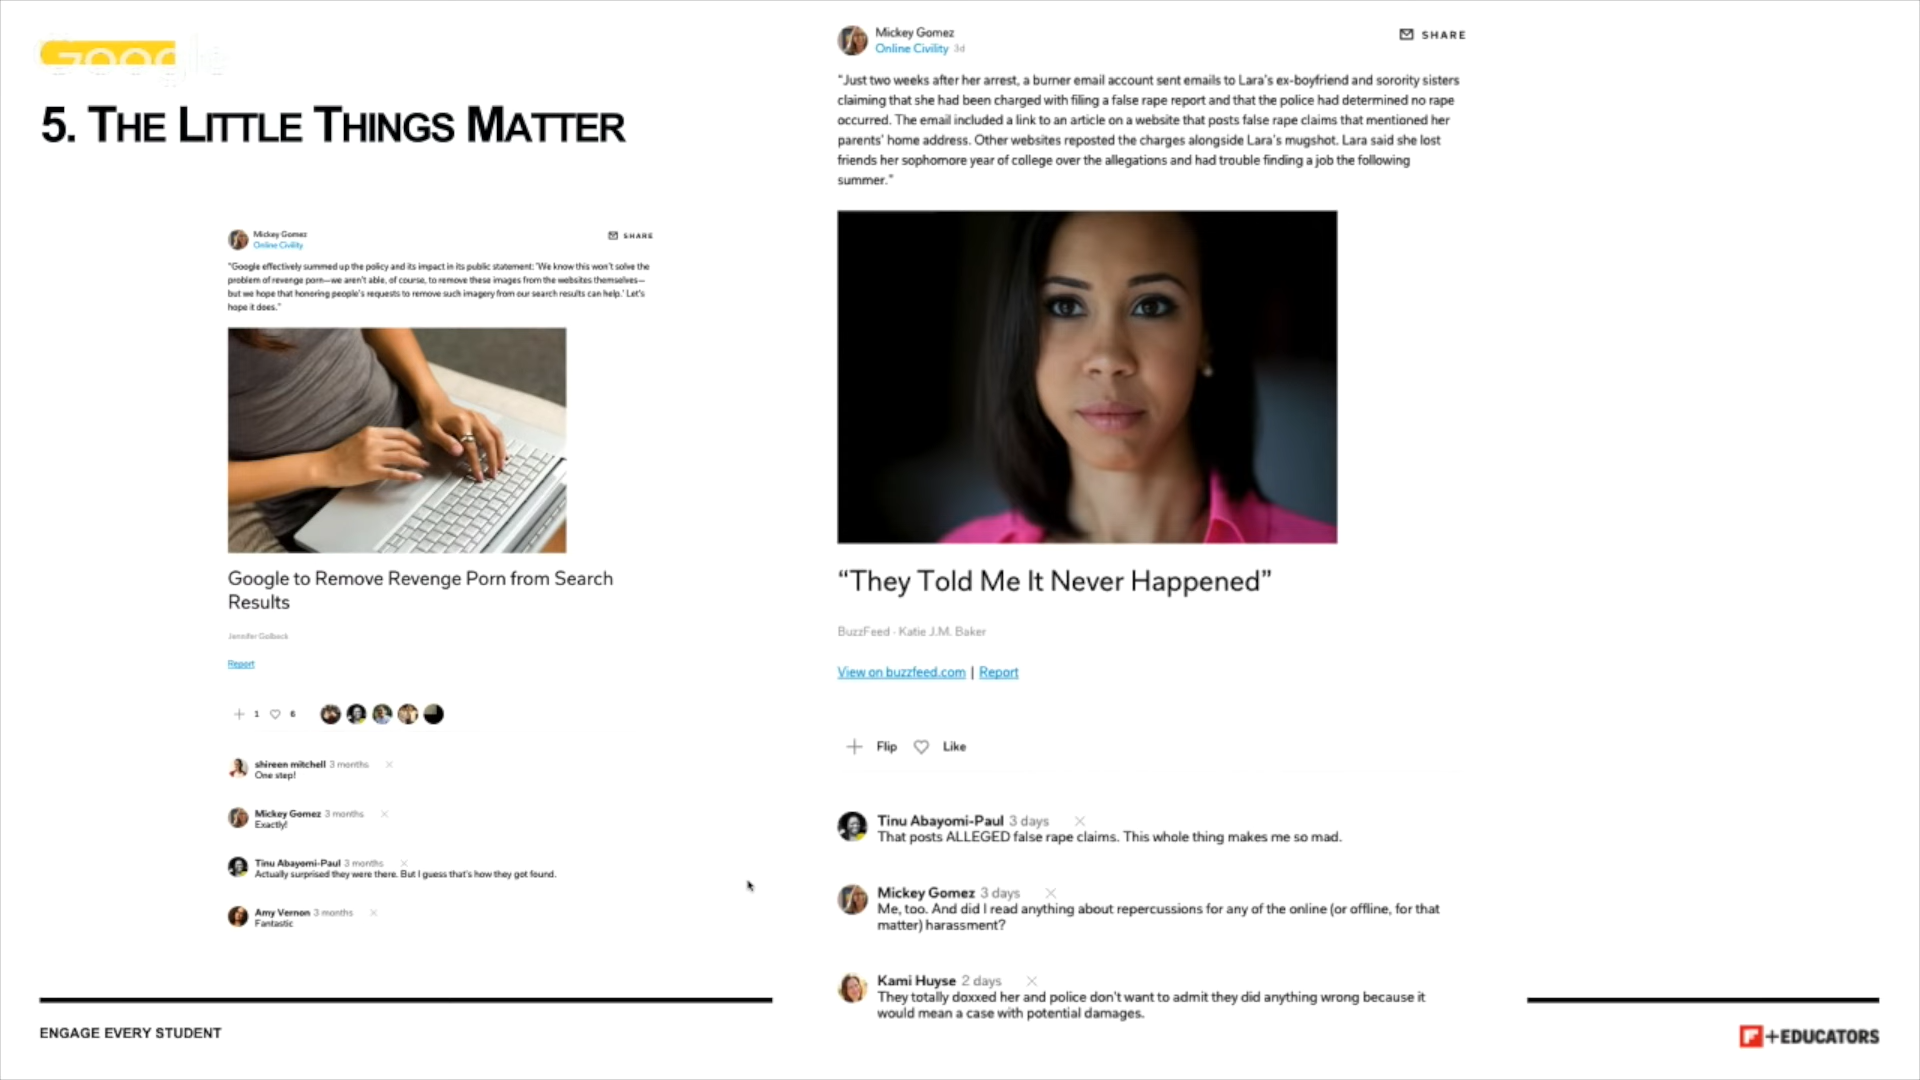 Google
5. THE LITTLE THINGS MATTER
Mickey Gomez
Online Civility
SHARE
"Google effectively summed up the policy and its impact in its public statement: 'We know this won't solve the
problem of revenge porn—we aren't able, of course, to remove these images from the websites themselves—
but we hope that honoring people's requests to remove such imagery from our search results can help.' Let's
hope it does."
Google to Remove Revenge Porn from Search
Results
Jennifer Golbeck
Report
1 6
shireen mitchell 3 months
One step!
Mickey Gomez 3 months
Exactly!
Tinu Abayomi-Paul 3 months
Actually surprised they were there. But I guess that's how they got found.
Amy Vernon 3 months
Fantastic
Mickey Gomez
Online Civility 3d
SHARE
"Just two weeks after her arrest, a burner email account sent emails to Lara's ex-boyfriend and sorority sisters
claiming that she had been charged with filing a false rape report and that the police had determined no rape
occurred. The email included a link to an article on a website that posts false rape claims that mentioned her
parents' home address. Other websites reposted the charges alongside Lara's mugshot. Lara said she lost
friends her sophomore year of college over the allegations and had trouble finding a job the following
summer."
“They Told Me It Never Happened”
BuzzFeed · Katie J.M. Baker
View on buzzfeed.com | Report
Flip Like
Tinu Abayomi-Paul 3 days
That posts ALLEGED false rape claims. This whole thing makes me so mad.
Mickey Gomez 3 days
Me, too. And did I read anything about repercussions for any of the online (or offline, for that
matter) harassment?
Kami Huyse 2 days
They totally doxxed her and police don't want to admit they did anything wrong because it
would mean a case with potential damages.
ENGAGE EVERY STUDENT
+EDUCATORS